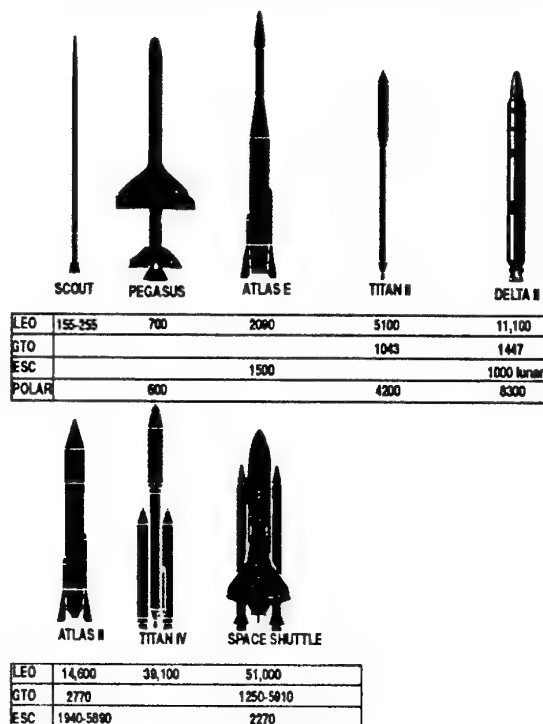 SCOUT PEGASUS ATLAS E TITAN II DELTA II
LEO 155-255 700 2090 5100 11,100
GTO 1043 1447
ESC 1500 1000 lunar
POLAR 600 4200 8300
ATLAS II TITAN IV SPACE SHUTTLE
LEO 14,600 39,100 51,000
GTO 2770 1250-5910
ESC 1940-5890 2270